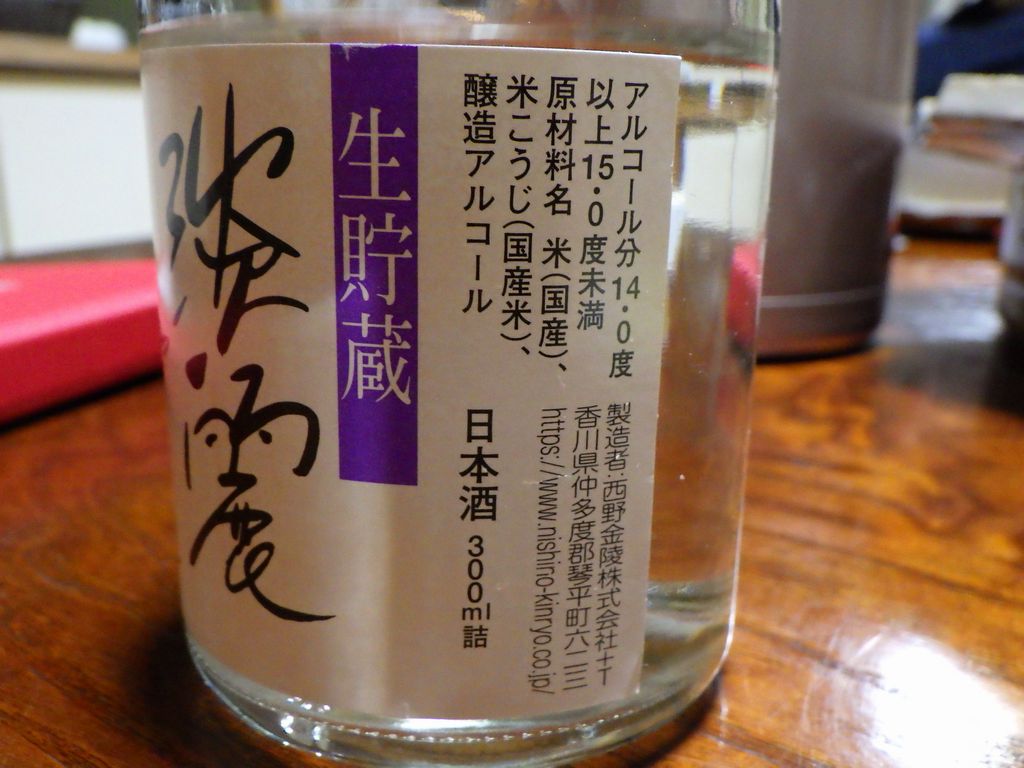 アルコール分14・0度
以上15・0度未満
原材料名 米(国産)、
米こうじ(国産米)、
醸造アルコール
製造者:西野金陵株式会社+T
香川県仲多度郡琴平町六二三
https://www.nishino-kinryo.co.jp/
日本酒 300ml詰
生貯蔵